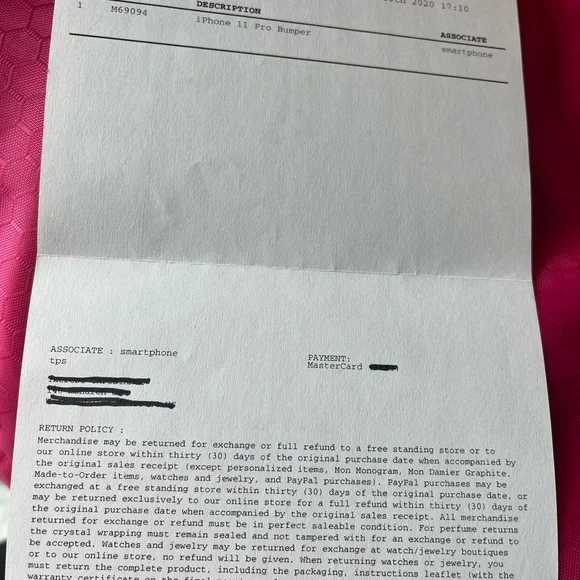 2020 17:10
DESCRIPTION
1 M69094 iPhone 11 Pro Bumper
ASSOCIATE
smartphone
ASSOCIATE : smartphone
tps
PAYMENT:
MasterCard
RETURN POLICY :
Merchandise may be returned for exchange or full refund to a free standing store or to
our online store within thirty (30) days of the original purchase date when accompanied by
the original sales receipt (except personalized items, Mon Monogram, Mon Damier Graphite,
Made-to-Order items, watches and jewelry, and PayPal purchases). PayPal purchases may be
exchanged at a free standing store within thirty (30) days of the original purchase date, or
may be returned exclusively to our online store for a full refund within thirty (30) days of
the original purchase date when accompanied by the original sales receipt. All merchandise
returned for exchange or refund must be in perfect saleable condition. For perfume returns
the crystal wrapping must remain sealed and not tampered with for an exchange or refund to
be accepted. Watches and jewelry may be returned for exchange at watch/jewelry boutiques
or to our online store, no refund will be given. When returning watches or jewelry, you
must return the complete product, including the packaging, instructions leaflet (with the
warranty certificate on the final